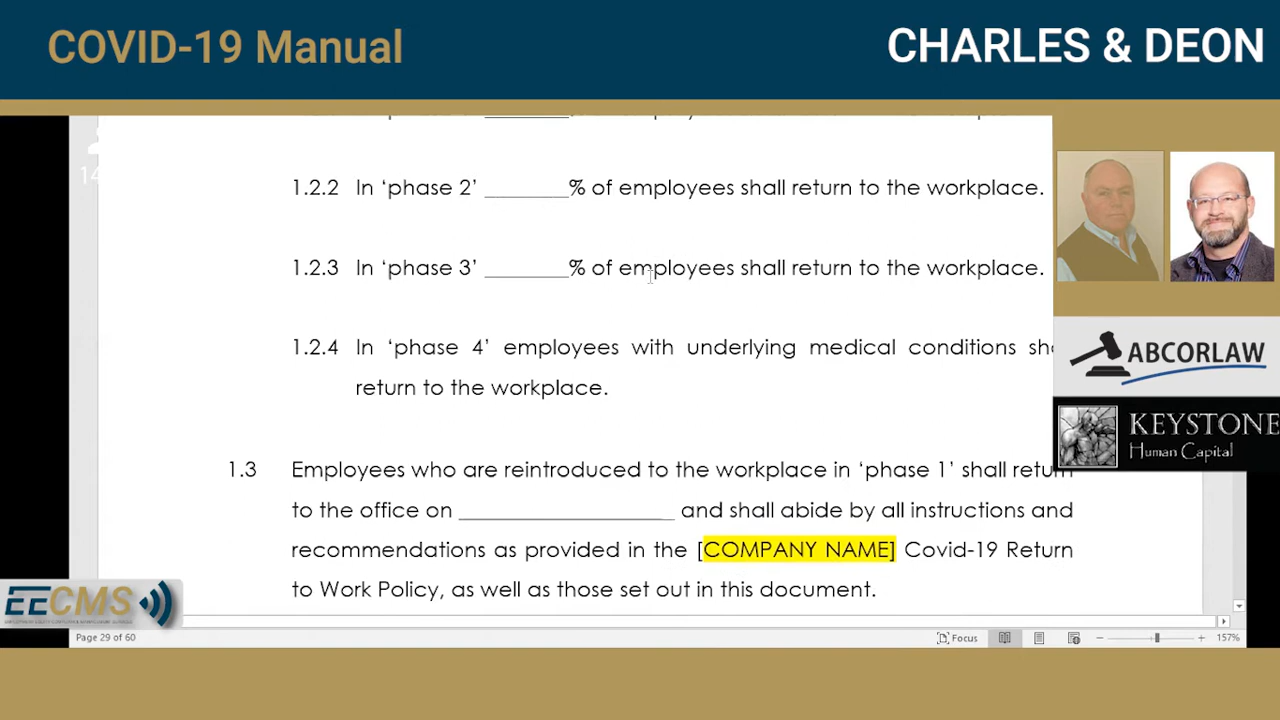 COVID-19 Manual
CHARLES & DEON
1.2.2 In ‘phase 2’ ________% of employees shall return to the workplace.
1.2.3 In ‘phase 3’ ________% of employees shall return to the workplace.
1.2.4 In ‘phase 4’ employees with underlying medical conditions
return to the workplace.
1.3 Employees who are reintroduced to the workplace in ‘phase 1’ shall return
to the office on ____________________ and shall abide by all instructions and
recommendations as provided in the [COMPANY NAME] Covid-19 Return
to Work Policy, as well as those set out in this document.
ABCORLAW
KEYSTONE
Human Capital
EECMS
Page 29 of 60
Focus
157%